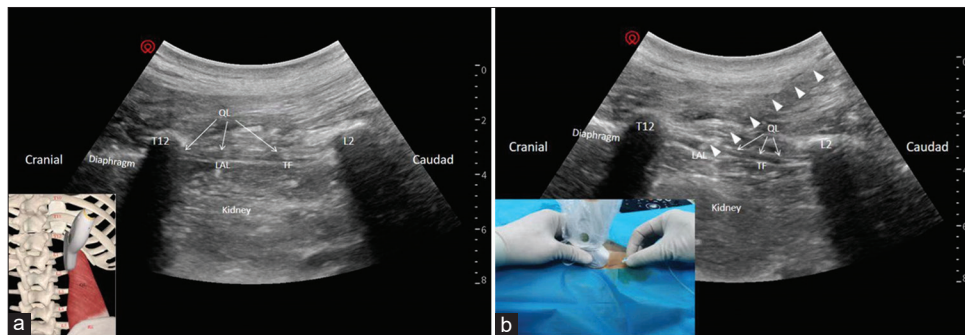 0
QL
2
T12
L2
Diaphragm
LAL
TF
Cranial
Caudad
4
Kidney
6
8
a
0
2
T12
QL
Diaphragm
LAL
L2
TF
Cranial
Caudad
4
Kidney
6
8
b